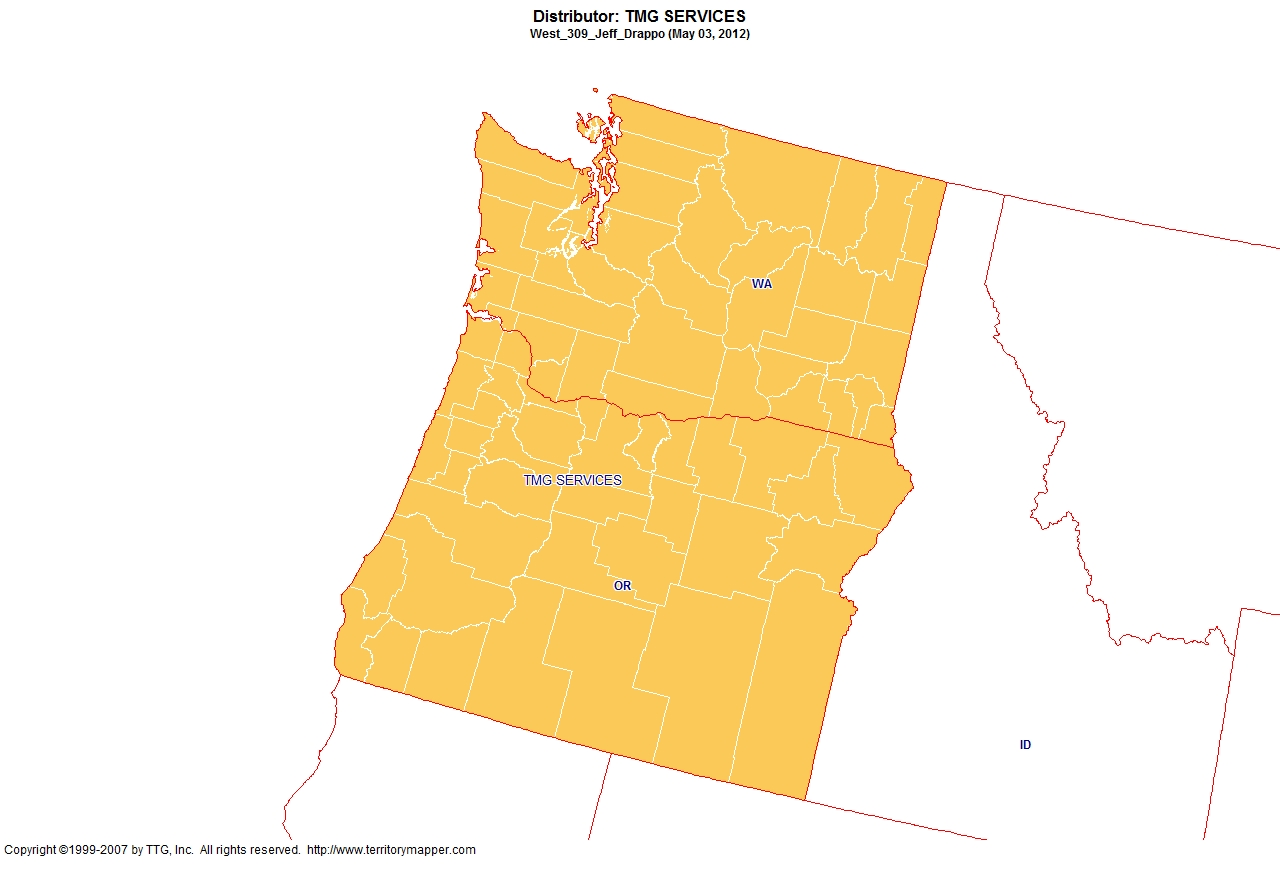 Distributor: TMG SERVICES
West_309_Jeff_Drappo (May 03, 2012)
WA
TMG SERVICES
OR
ID
Copyright ©1999-2007 by TTG, Inc.  All rights reserved.  http://www.territorymapper.com